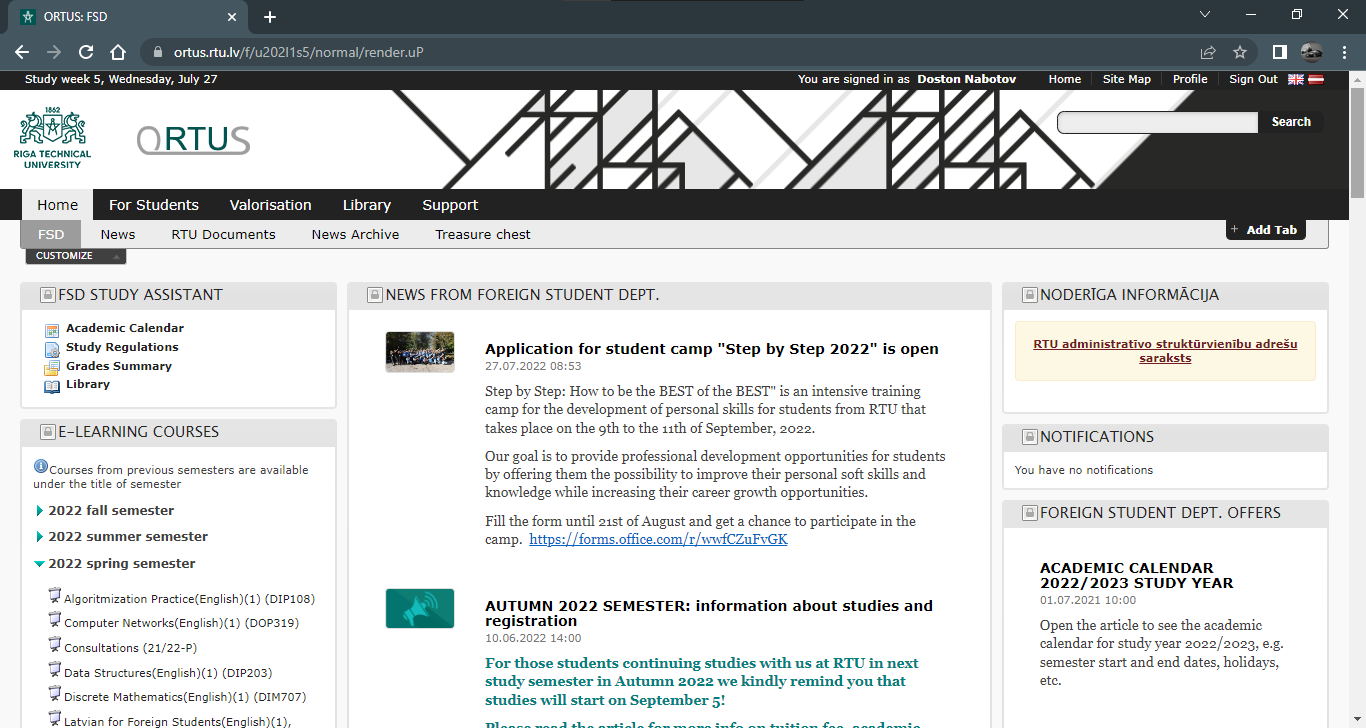 ORTUS: FSD
ortus.rtu.lv/f/u202l1s5/normal/render.uP
Study week 5, Wednesday, July 27
You are signed in as Doston Nabotov
Home
Site Map
Profile
Sign Out
1862
RIGA TECHNICAL
UNIVERSITY
ORTUS
Search
Home
For Students
Valorisation
Library
Support
FSD
News
RTU Documents
News Archive
Treasure chest
+ Add Tab
CUSTOMIZE
FSD STUDY ASSISTANT
Academic Calendar
Study Regulations
Grades Summary
Library
E-LEARNING COURSES
Courses from previous semesters are available
under the title of semester
2022 fall semester
2022 summer semester
2022 spring semester
Algoritmization Practice(English)(1) (DIP108)
Computer Networks(English)(1) (DOP319)
Consultations (21/22-P)
Data Structures(English)(1) (DIP203)
Discrete Mathematics(English)(1) (DIM707)
Latvian for Foreign Students(English)(1),
NEWS FROM FOREIGN STUDENT DEPT.
Application for student camp "Step by Step 2022" is open
27.07.2022 08:53
Step by Step: How to be the BEST of the BEST" is an intensive training
camp for the development of personal skills for students from RTU that
takes place on the 9th to the 11th of September, 2022.
Our goal is to provide professional development opportunities for students
by offering them the possibility to improve their personal soft skills and
knowledge while increasing their career growth opportunities.
Fill the form until 21st of August and get a chance to participate in the
camp. https://forms.office.com/r/wwfCZuFvGK
AUTUMN 2022 SEMESTER: information about studies and
registration
10.06.2022 14:00
For those students continuing studies with us at RTU in next
study semester in Autumn 2022 we kindly remind you that
studies will start on September 5!
Please read the article for more info on tuition fee, academic
NODERĪGA INFORMĀCIJA
RTU administratīvo struktūrvienību adrešu
saraksts
NOTIFICATIONS
You have no notifications
FOREIGN STUDENT DEPT. OFFERS
ACADEMIC CALENDAR
2022/2023 STUDY YEAR
01.07.2021 10:00
Open the article to see the academic
calendar for study year 2022/2023, e.g.
semester start and end dates, holidays,
etc.